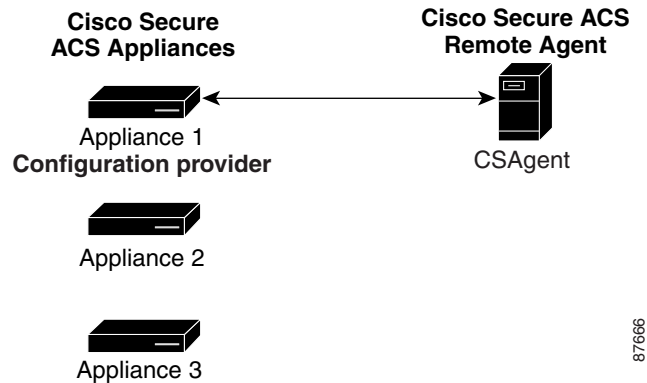 Cisco Secure
ACS Appliances
Cisco Secure ACS
Remote Agent
Appliance 1
Configuration provider
CSAgent
Appliance 2
Appliance 3
87666